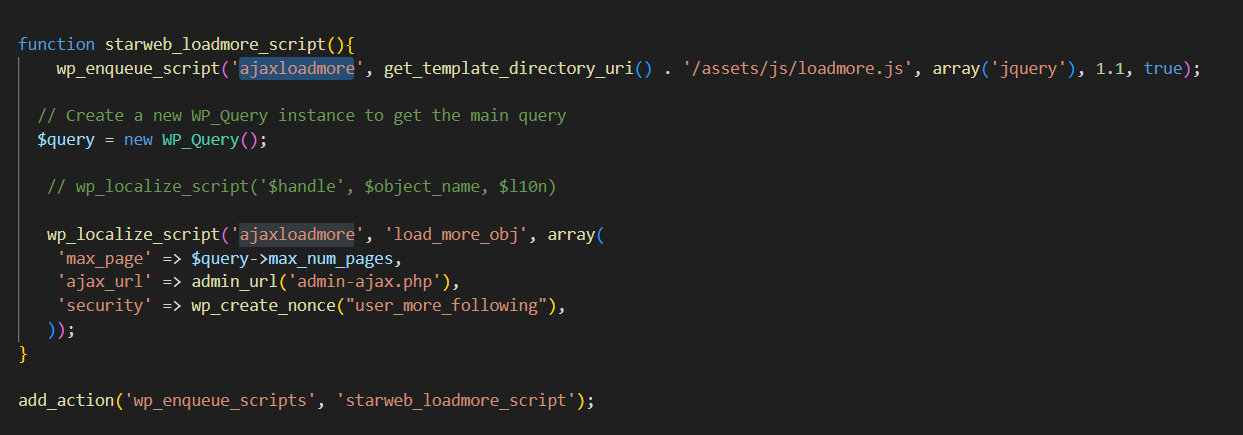 function starweb_loadmore_script(){
wp_enqueue_script('ajaxloadmore', get_template_directory_uri() . '/assets/js/loadmore.js', array('jquery'), 1.1, true);
// Create a new WP_Query instance to get the main query
$query = new WP_Query();
// wp_localize_script('$handle', $object_name, $l10n)
wp_localize_script('ajaxloadmore', 'load_more_obj', array(
'max_page' => $query->max_num_pages,
'ajax_url' => admin_url('admin-ajax.php'),
'security' => wp_create_nonce("user_more_following"),
));
}
add_action('wp_enqueue_scripts', 'starweb_loadmore_script');